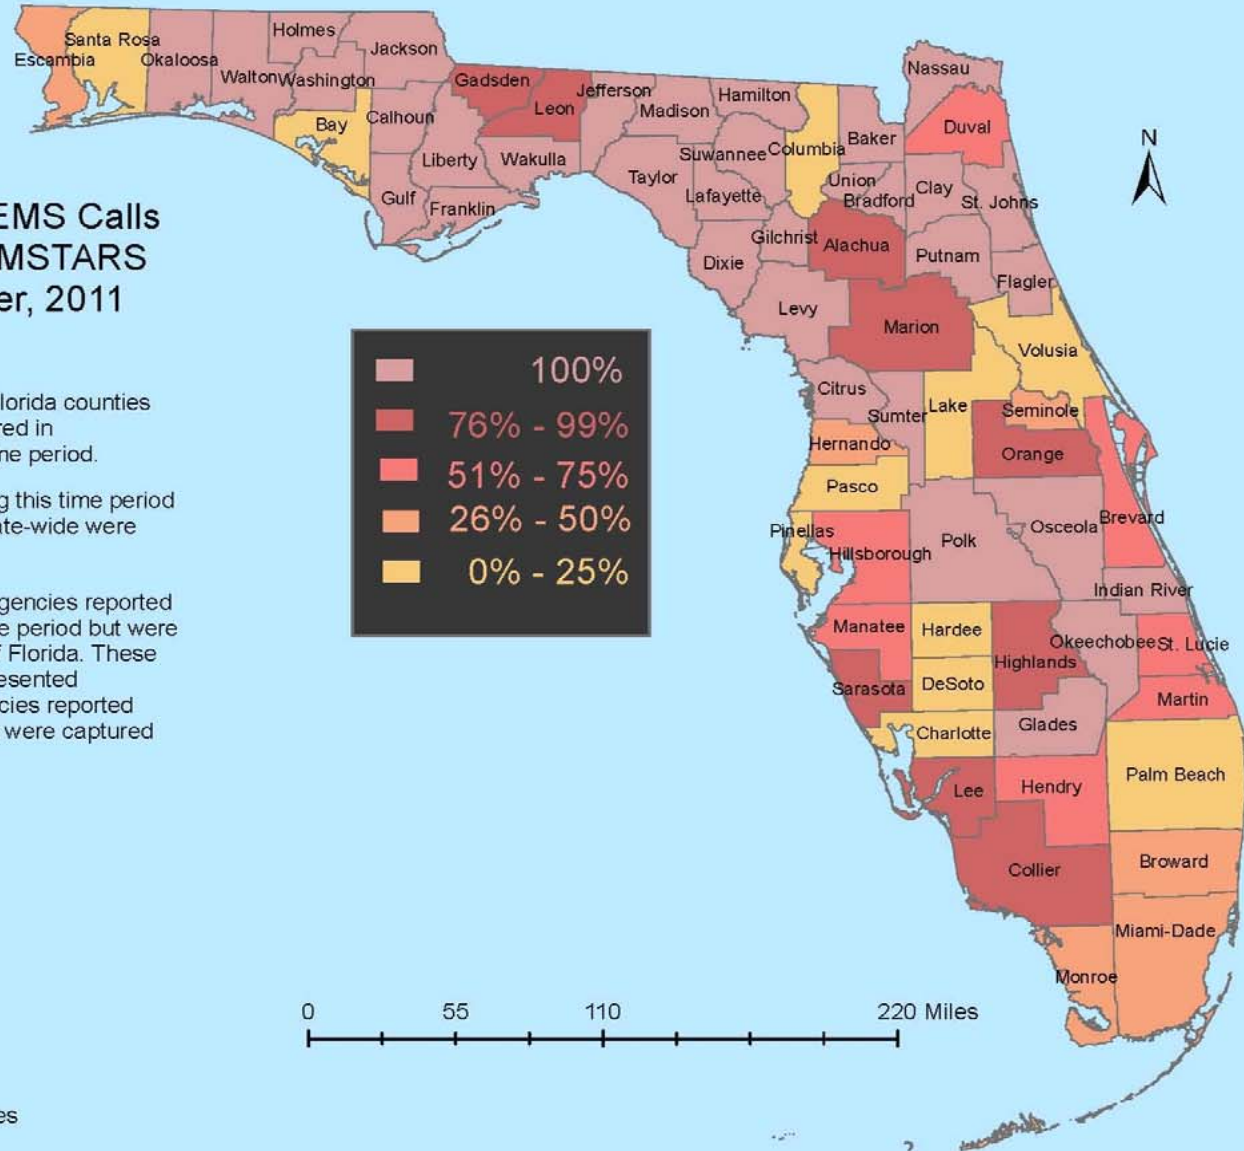 EMS Calls
MSTARS
er, 2011
lorida counties
red in
ne period.
g this time period
ate-wide were
gencies reported
e period but were
f Florida. These
esented
cies reported
were captured
es
100%
76% - 99%
51% - 75%
26% - 50%
0% - 25%
N
0 55 110 220 Miles
Escambia
Santa Rosa
Okaloosa
Walton
Holmes
Washington
Jackson
Bay
Calhoun
Gulf
Liberty
Franklin
Gadsden
Leon
Wakulla
Jefferson
Madison
Taylor
Hamilton
Suwannee
Lafayette
Columbia
Dixie
Gilchrist
Baker
Union
Bradford
Nassau
Duval
Clay
St. Johns
Alachua
Putnam
Flagler
Levy
Marion
Volusia
Citrus
Sumter
Lake
Seminole
Hernando
Orange
Pasco
Pinellas
Hillsborough
Polk
Osceola
Brevard
Indian River
Manatee
Hardee
Highlands
Okeechobee
St. Lucie
Sarasota
DeSoto
Martin
Charlotte
Glades
Lee
Hendry
Palm Beach
Collier
Broward
Miami-Dade
Monroe